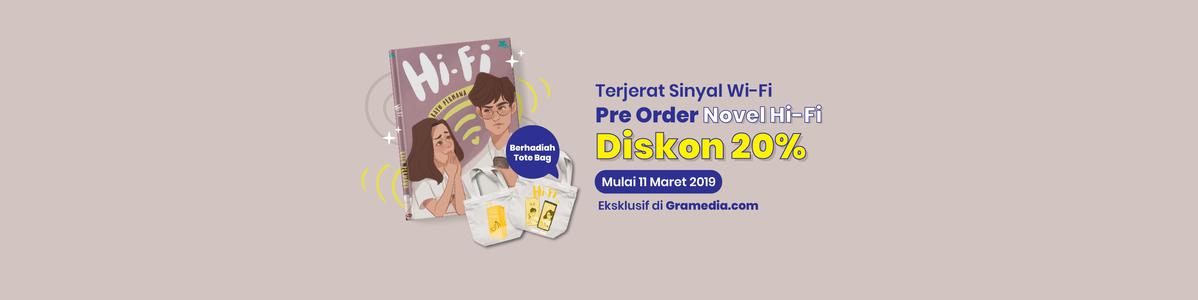 Hi-Fi
Berhadiah
Tote Bag
Hi-Fi
Terjerat Sinyal Wi-Fi
Pre Order Novel Hi-Fi
Diskon 20%
Mulai 11 Maret 2019
Eksklusif di Gramedia.com